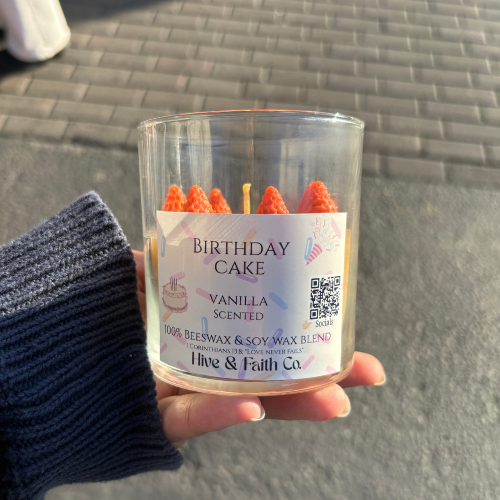 BIRTHDAY
CAKE
VANILLA
SCENTED
Socials
100% BEESWAX & SOY WAX BLEND
1 CORINTHIANS 13:8 "LOVE NEVER FAILS"
Hive & Faith Co.